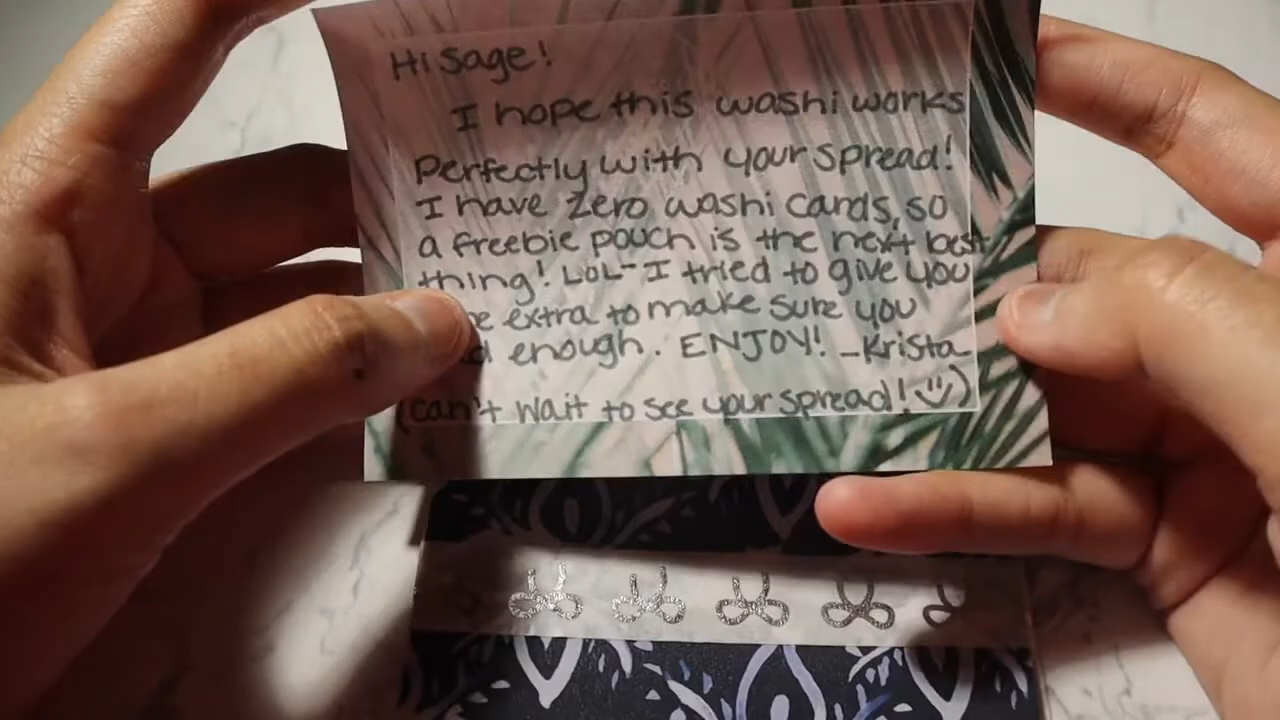 Hi Sage!
I hope this washi works
Perfectly with your spread!
I have zero washi cards, so
a freebie pouch is the next best
thing! LOL - I tried to give you
extra to make sure you
enough. ENJOY! - Krista
(can't wait to see your spread! :))